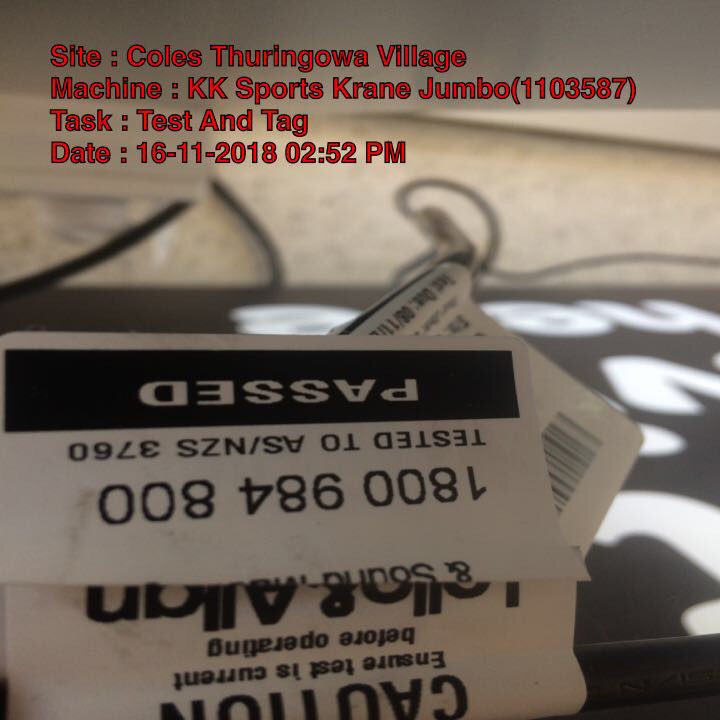 Site : Coles Thuringowa Village
Machine : KK Sports Krane Jumbo(1103587)
Task : Test And Tag
Date : 16-11-2018 02:52 PM
PASSED
TESTED TO AS/NZS 3760
1800 984 800
CAUTION
Ensure test is current
before operating
& Sound